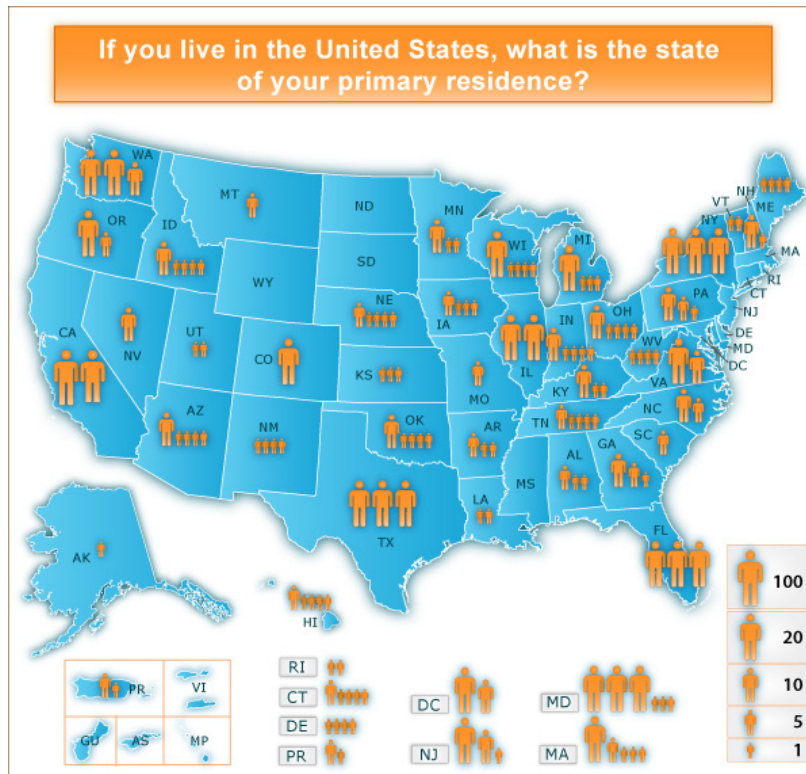 If you live in the United States, what is the state
of your primary residence?
WA
MT
ND
MN
VT
NH
ME
OR
ID
SD
WI
MI
NY
MA
WY
RI
CT
NJ
PA
NE
IA
OH
DE
MD
DC
CA
NV
UT
CO
IL
IN
WV
VA
KS
MO
KY
NC
AZ
NM
OK
AR
TN
SC
GA
AL
MS
LA
TX
FL
AK
HI
100
20
10
5
1
PR
VI
GU
AS
MP
RI
CT
DE
PR
DC
NJ
MD
MA